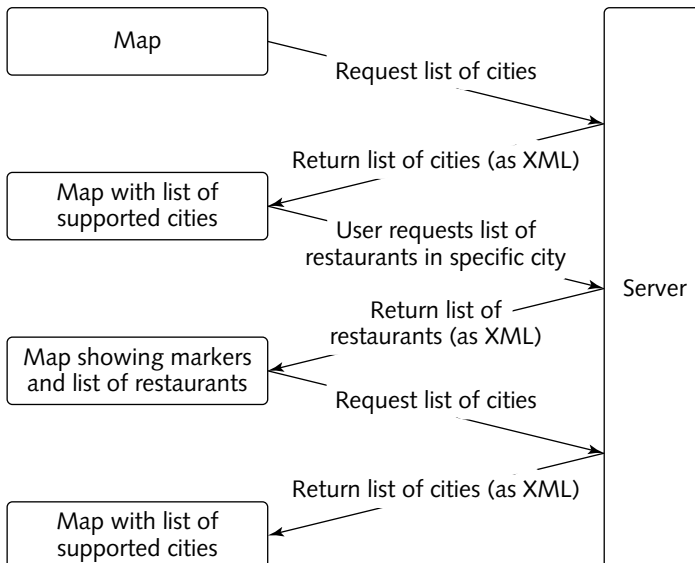 Map
Request list of cities
Return list of cities (as XML)
Map with list of
supported cities
User requests list of
restaurants in specific city
Server
Return list of
restaurants (as XML)
Map showing markers
and list of restaurants
Request list of cities
Return list of cities (as XML)
Map with list of
supported cities